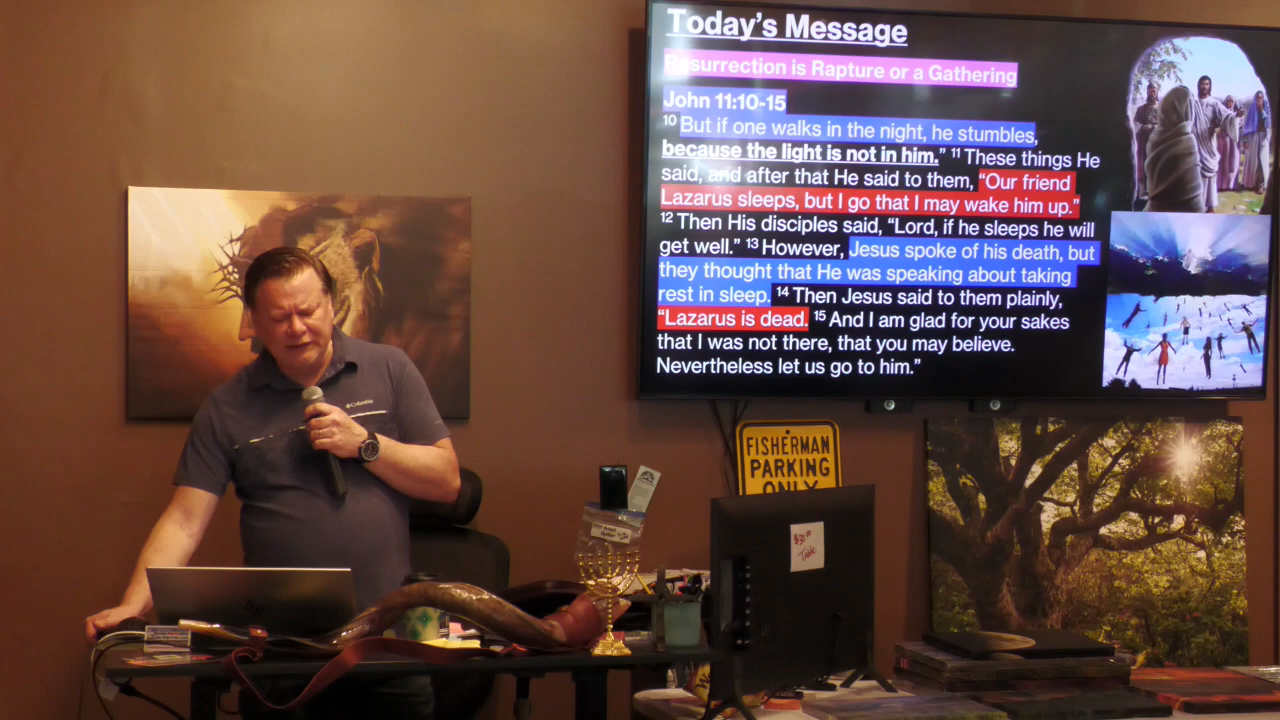 Today's Message
Resurrection is Rapture or a Gathering
John 11:10-15
10 But if one walks in the night, he stumbles,
because the light is not in him." 11 These things He
said, and after that He said to them, "Our friend
Lazarus sleeps, but I go that I may wake him up."
12 Then His disciples said, "Lord, if he sleeps he will
get well." 13 However, Jesus spoke of his death, but
they thought that He was speaking about taking
rest in sleep. 14 Then Jesus said to them plainly,
"Lazarus is dead. 15 And I am glad for your sakes
that I was not there, that you may believe.
Nevertheless let us go to him."
Columbia
FISHERMAN
PARKING
ONLY
$30.00
Table